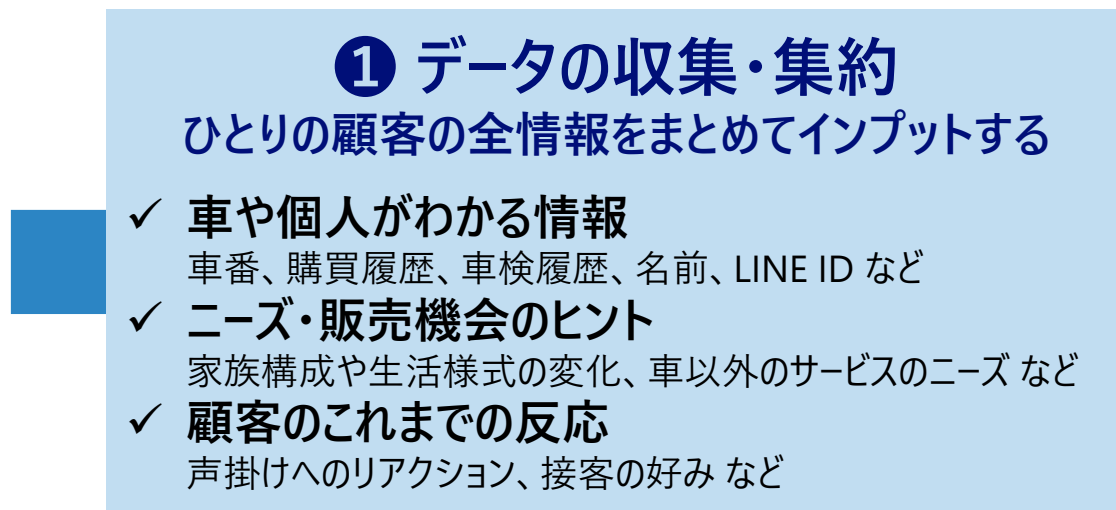 ❶ データの収集・集約
ひとりの顧客の全情報をまとめてインプットする
✓ 車や個人がわかる情報
車番、購買履歴、車検履歴、名前、LINE ID など
✓ ニーズ・販売機会のヒント
家族構成や生活様式の変化、車以外のサービスのニーズ など
✓ 顧客のこれまでの反応
声掛けへのリアクション、接客の好み など